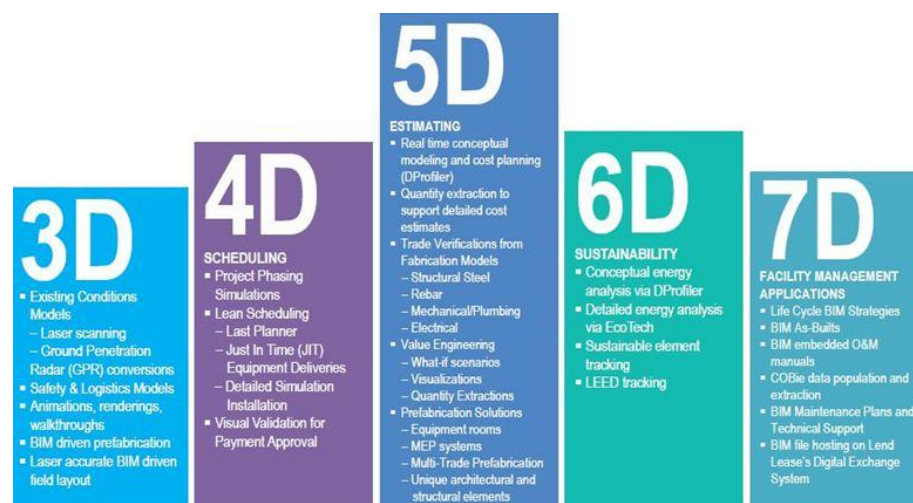 3D
▪ Existing Conditions
Models
– Laser scanning
– Ground Penetration
Radar (GPR) conversions
▪ Safety & Logistics Models
▪ Animations, renderings,
walkthroughs
▪ BIM driven prefabrication
▪ Laser accurate BIM driven
field layout
4D
SCHEDULING
▪ Project Phasing
Simulations
▪ Lean Scheduling
– Last Planner
– Just In Time (JIT)
Equipment Deliveries
– Detailed Simulation
Installation
▪ Visual Validation for
Payment Approval
5D
ESTIMATING
▪ Real time conceptual
modeling and cost planning
(DProfiler)
▪ Quantity extraction to
support detailed cost
estimates
▪ Trade Verifications from
Fabrication Models
– Structural Steel
– Rebar
– Mechanical/Plumbing
– Electrical
▪ Value Engineering
– What-if scenarios
– Visualizations
– Quantity Extractions
▪ Prefabrication Solutions
– Equipment rooms
– MEP systems
– Multi-Trade Prefabrication
– Unique architectural and
structural elements
6D
SUSTAINABILITY
▪ Conceptual energy
analysis via DProfiler
▪ Detailed energy analysis
via EcoTech
▪ Sustainable element
tracking
▪ LEED tracking
7D
FACILITY MANAGEMENT
APPLICATIONS
▪ Life Cycle BIM Strategies
▪ BIM As-Builts
▪ BIM embedded O&M
manuals
▪ COBie data population and
extraction
▪ BIM Maintenance Plans and
Technical Support
▪ BIM file hosting on Lend
Lease's Digital Exchange
System